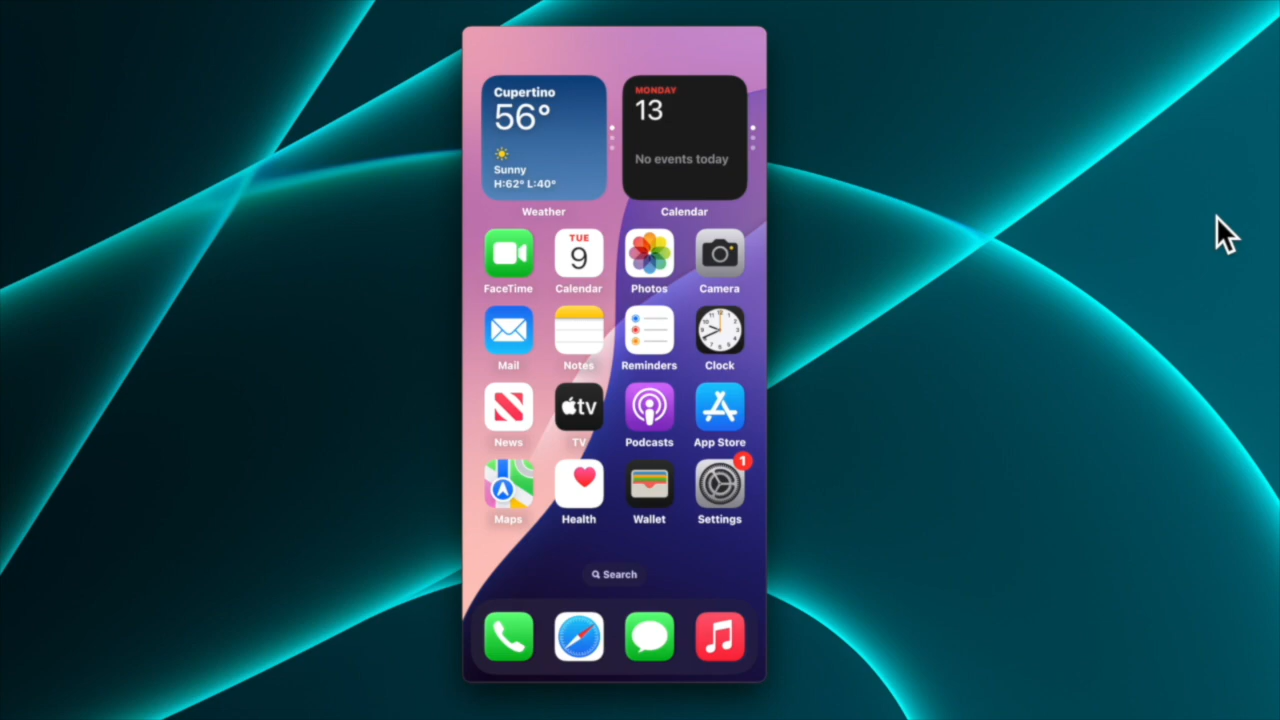 Cupertino
56°
Sunny
H:62° L:40°
Weather
MONDAY
13
No events today
Calendar
FaceTime
TUE
9
Calendar
Photos
Camera
Mail
Notes
Reminders
Clock
News
tv
TV
Podcasts
App Store
Maps
Health
Wallet
1
Settings
Search